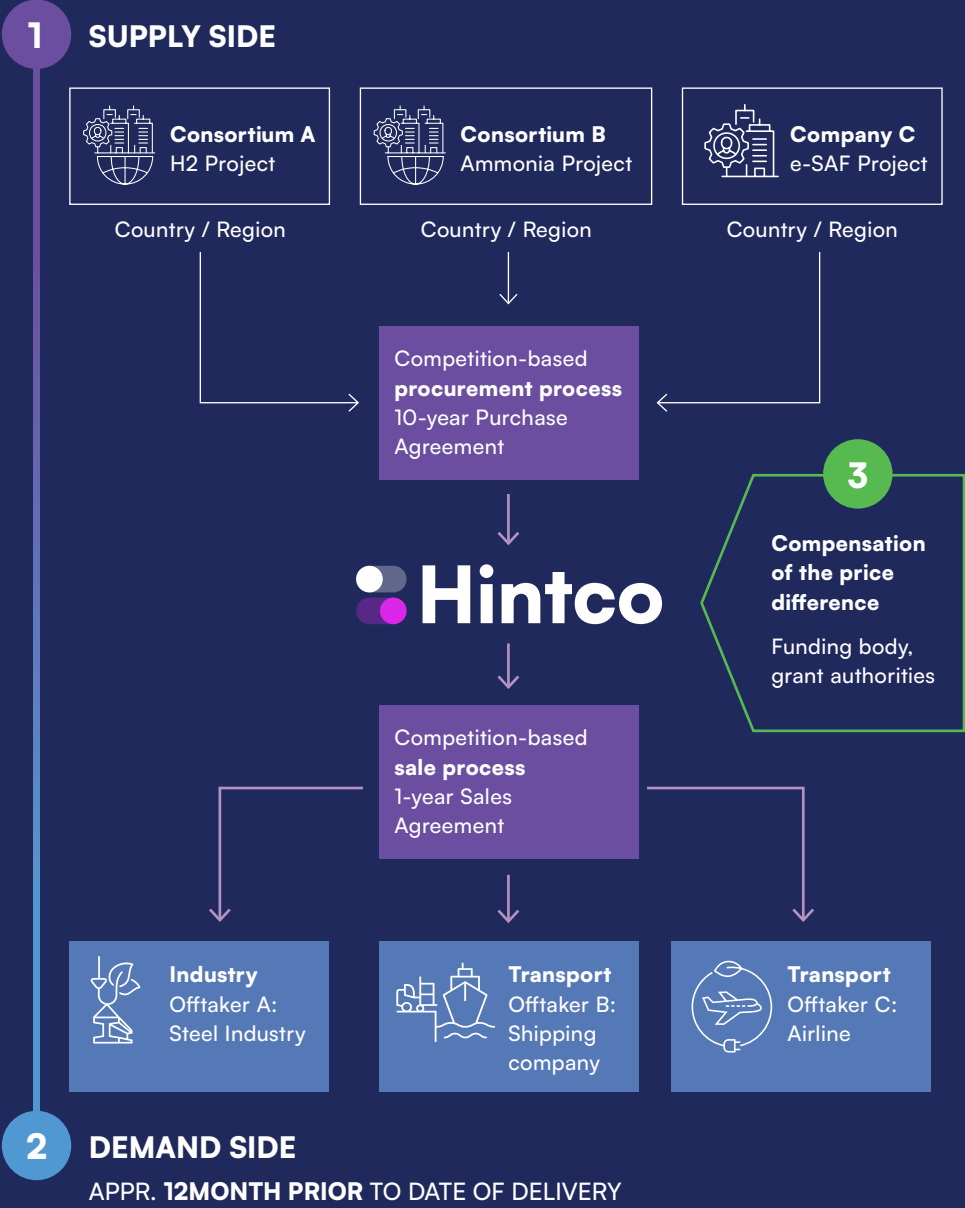 1
SUPPLY SIDE
Consortium A
H2 Project
Consortium B
Ammonia Project
Company C
e-SAF Project
Country / Region
Country / Region
Country / Region
Competition-based
procurement process
10-year Purchase
Agreement
3
Compensation
of the price
difference
Funding body,
grant authorities
Hintco
Competition-based
sale process
1-year Sales
Agreement
Industry
Offtaker A:
Steel Industry
Transport
Offtaker B:
Shipping
company
Transport
Offtaker C:
Airline
2
DEMAND SIDE
APPR. 12MONTH PRIOR TO DATE OF DELIVERY